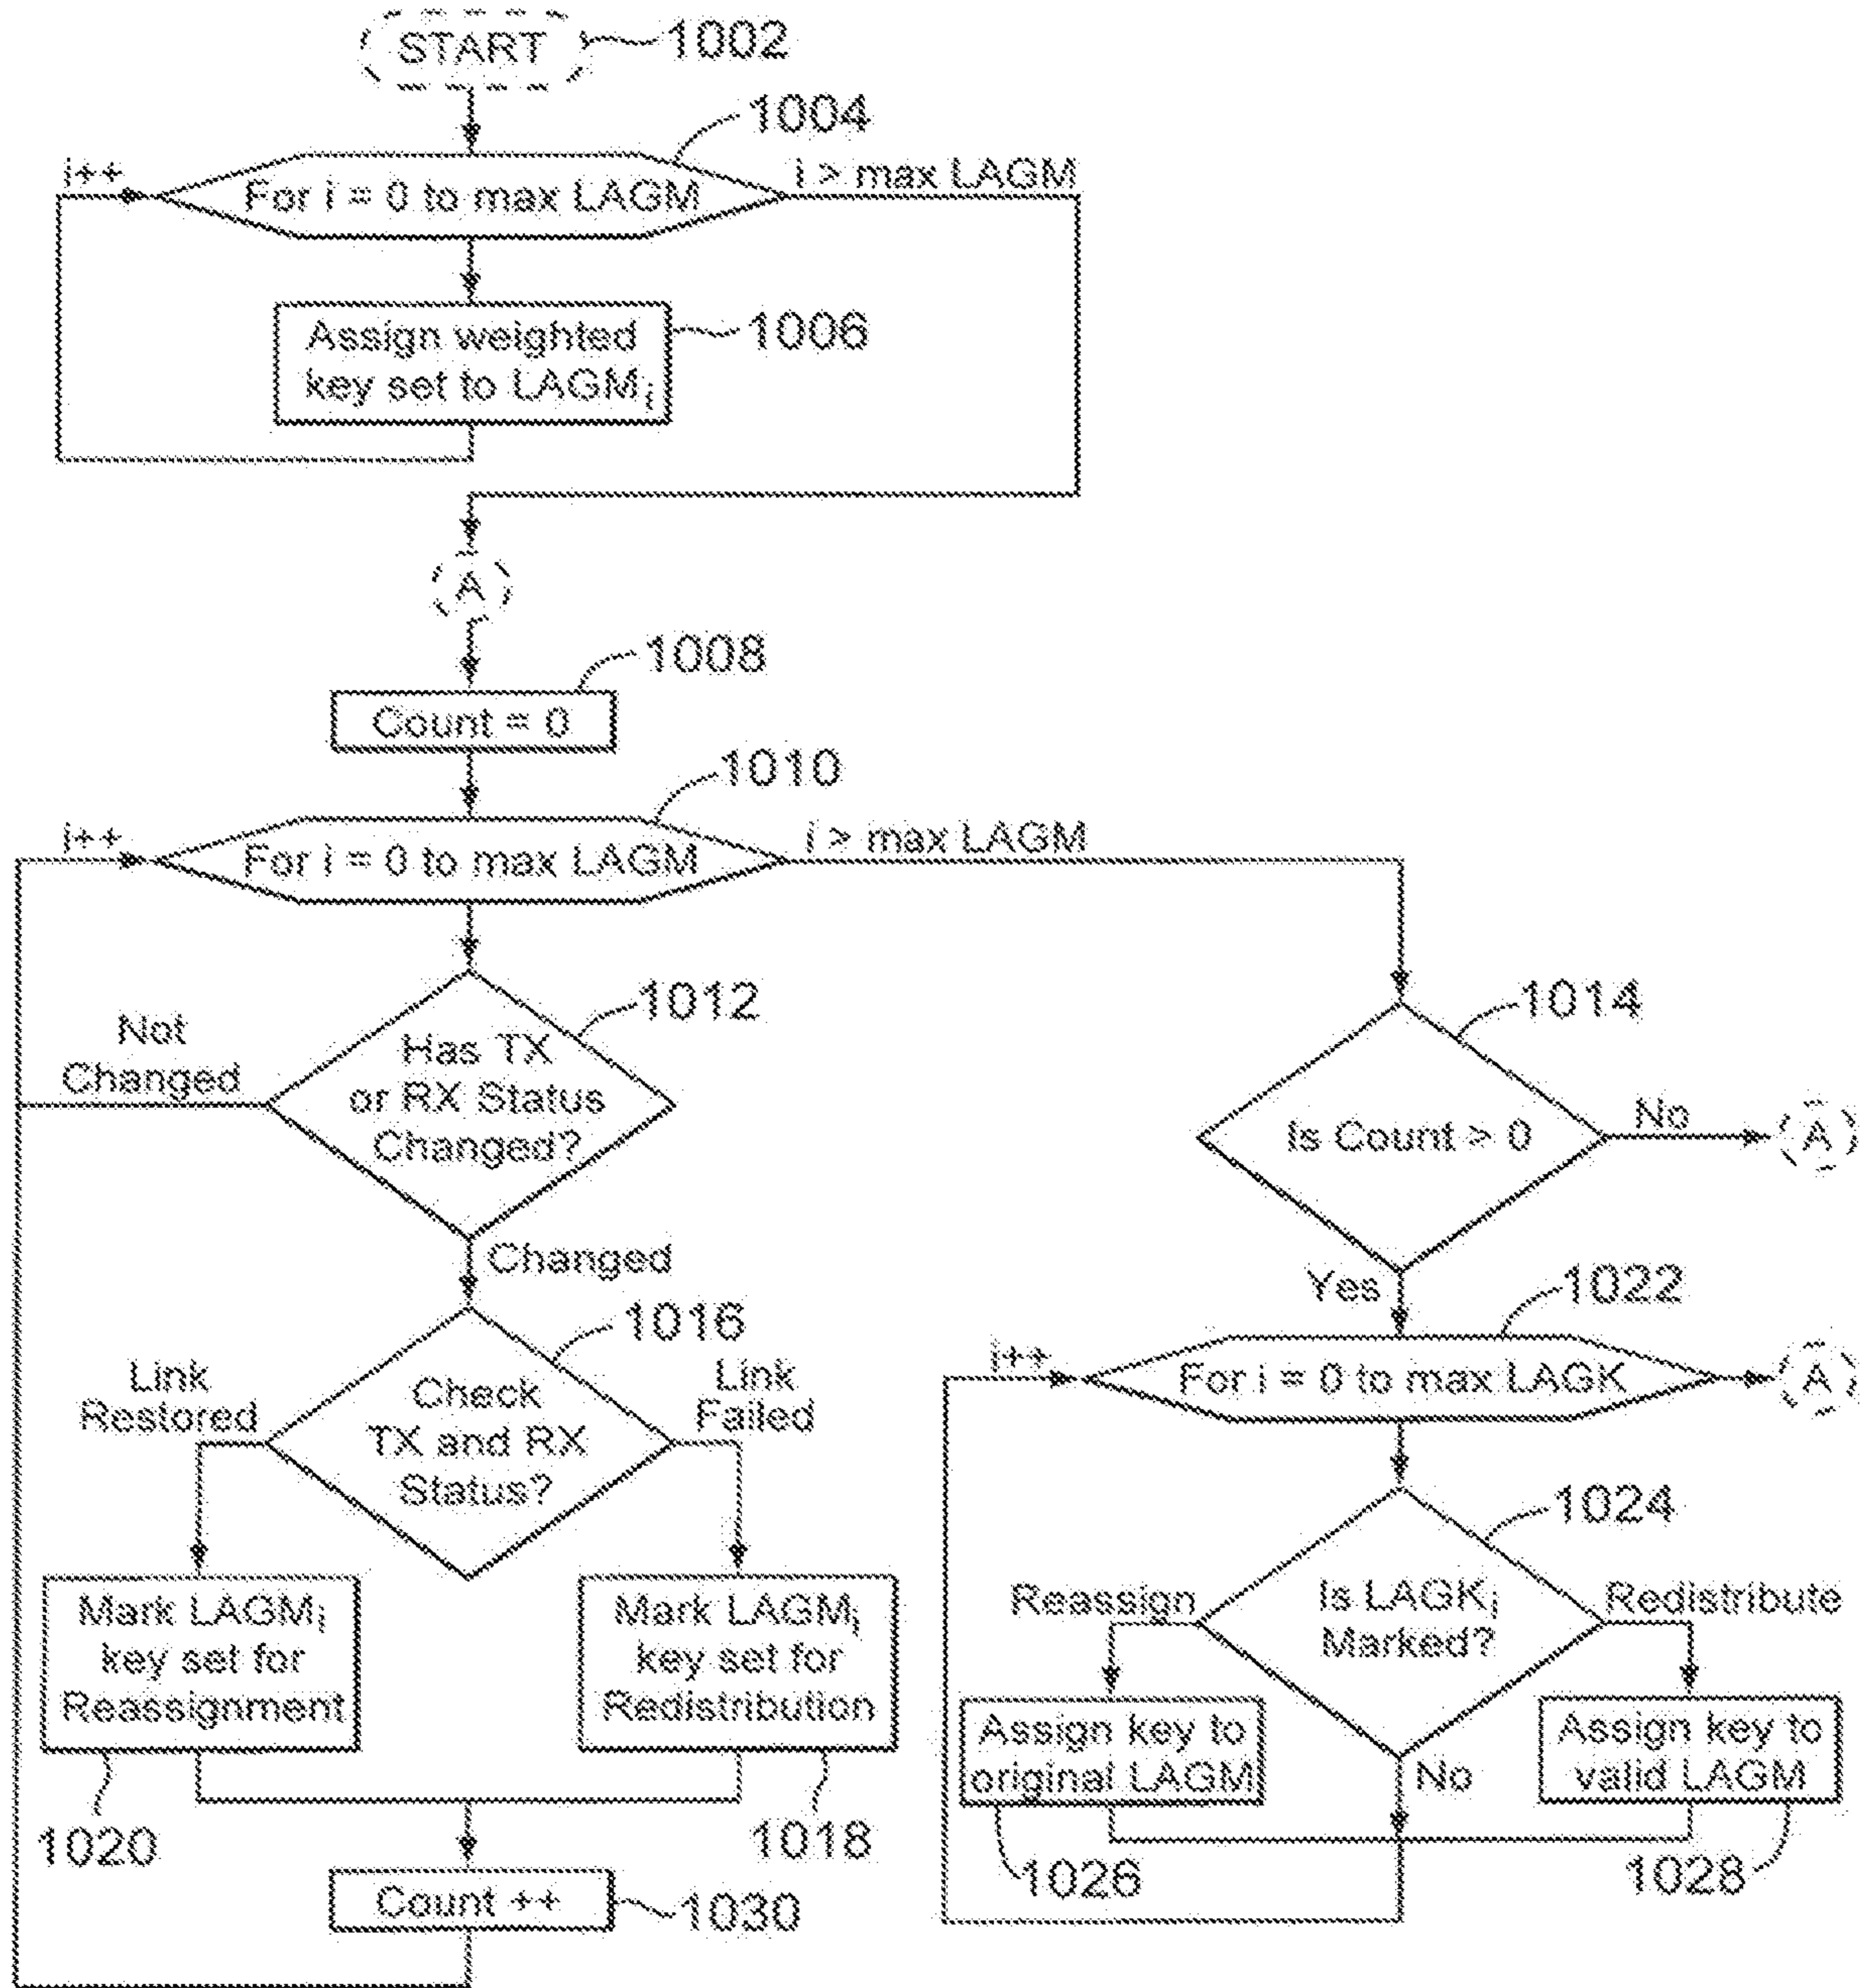 START
1002
1004
i++
For i = 0 to max LAGM
i > max LAGM
Assign weighted
key set to LAGMi
1006
A
1008
Count = 0
1010
i++
For i = 0 to max LAGM
i > max LAGM
1012
Not
Changed
Has TX
or RX Status
Changed?
1014
Is Count > 0
No
A
Changed
Yes
1016
1022
Link
Restored
Check
TX and RX
Status?
Link
Failed
i++
For i = 0 to max LAGK
A
1024
Mark LAGMi
key set for
Reassignment
Mark LAGMi
key set for
Redistribution
Reassign
Is LAGKi
Marked?
Redistribute
Assign key to
original LAGM
No
Assign key to
valid LAGM
1020
1018
1026
1028
Count ++
1030